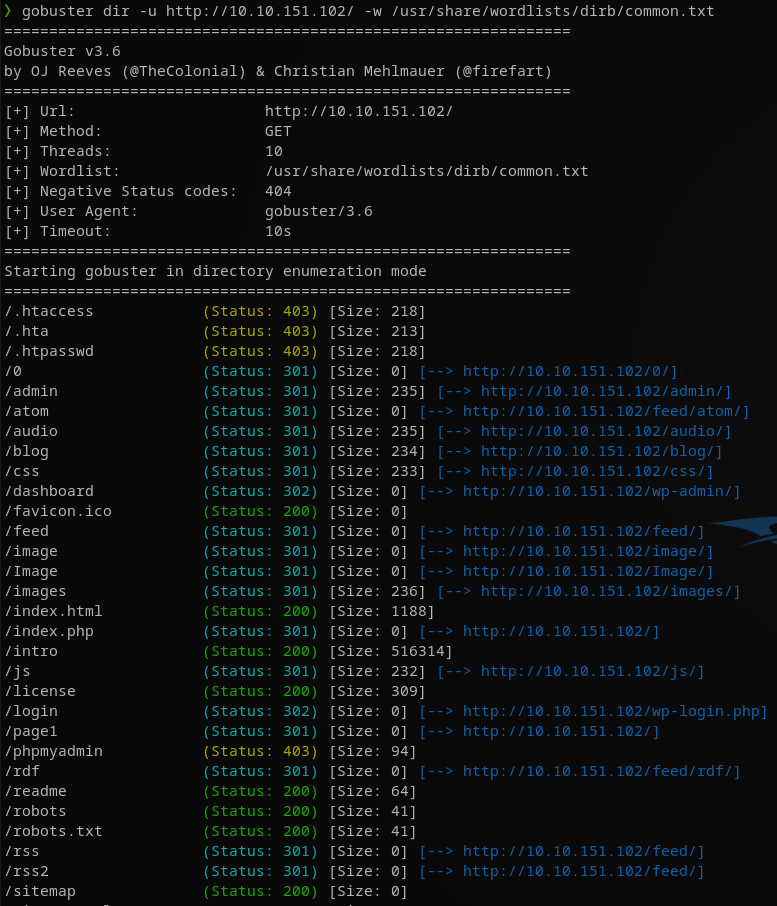 ❯ gobuster dir -u http://10.10.151.102/ -w /usr/share/wordlists/dirb/common.txt
===============================================================
Gobuster v3.6
by OJ Reeves (@TheColonial) & Christian Mehlmauer (@firefart)
===============================================================
[+] Url:                     http://10.10.151.102/
[+] Method:                  GET
[+] Threads:                 10
[+] Wordlist:                /usr/share/wordlists/dirb/common.txt
[+] Negative Status codes:   404
[+] User Agent:              gobuster/3.6
[+] Timeout:                 10s
===============================================================
Starting gobuster in directory enumeration mode
===============================================================
/.htaccess            (Status: 403) [Size: 218]
/.hta                 (Status: 403) [Size: 213]
/.htpasswd            (Status: 403) [Size: 218]
/0                    (Status: 301) [Size: 0] [--> http://10.10.151.102/0/]
/admin                (Status: 301) [Size: 235] [--> http://10.10.151.102/admin/]
/atom                 (Status: 301) [Size: 0] [--> http://10.10.151.102/feed/atom/]
/audio                (Status: 301) [Size: 235] [--> http://10.10.151.102/audio/]
/blog                 (Status: 301) [Size: 234] [--> http://10.10.151.102/blog/]
/css                  (Status: 301) [Size: 233] [--> http://10.10.151.102/css/]
/dashboard            (Status: 302) [Size: 0] [--> http://10.10.151.102/wp-admin/]
/favicon.ico          (Status: 200) [Size: 0]
/feed                 (Status: 301) [Size: 0] [--> http://10.10.151.102/feed/]
/image                (Status: 301) [Size: 0] [--> http://10.10.151.102/image/]
/Image                (Status: 301) [Size: 0] [--> http://10.10.151.102/Image/]
/images               (Status: 301) [Size: 236] [--> http://10.10.151.102/images/]
/index.html           (Status: 200) [Size: 1188]
/index.php            (Status: 301) [Size: 0] [--> http://10.10.151.102/]
/intro                (Status: 200) [Size: 516314]
/js                   (Status: 301) [Size: 232] [--> http://10.10.151.102/js/]
/license              (Status: 200) [Size: 309]
/login                (Status: 302) [Size: 0] [--> http://10.10.151.102/wp-login.php]
/page1                (Status: 301) [Size: 0] [--> http://10.10.151.102/]
/phpmyadmin           (Status: 403) [Size: 94]
/rdf                  (Status: 301) [Size: 0] [--> http://10.10.151.102/feed/rdf/]
/readme               (Status: 200) [Size: 64]
/robots               (Status: 200) [Size: 41]
/robots.txt           (Status: 200) [Size: 41]
/rss                  (Status: 301) [Size: 0] [--> http://10.10.151.102/feed/]
/rss2                 (Status: 301) [Size: 0] [--> http://10.10.151.102/feed/]
/sitemap              (Status: 200) [Size: 0]